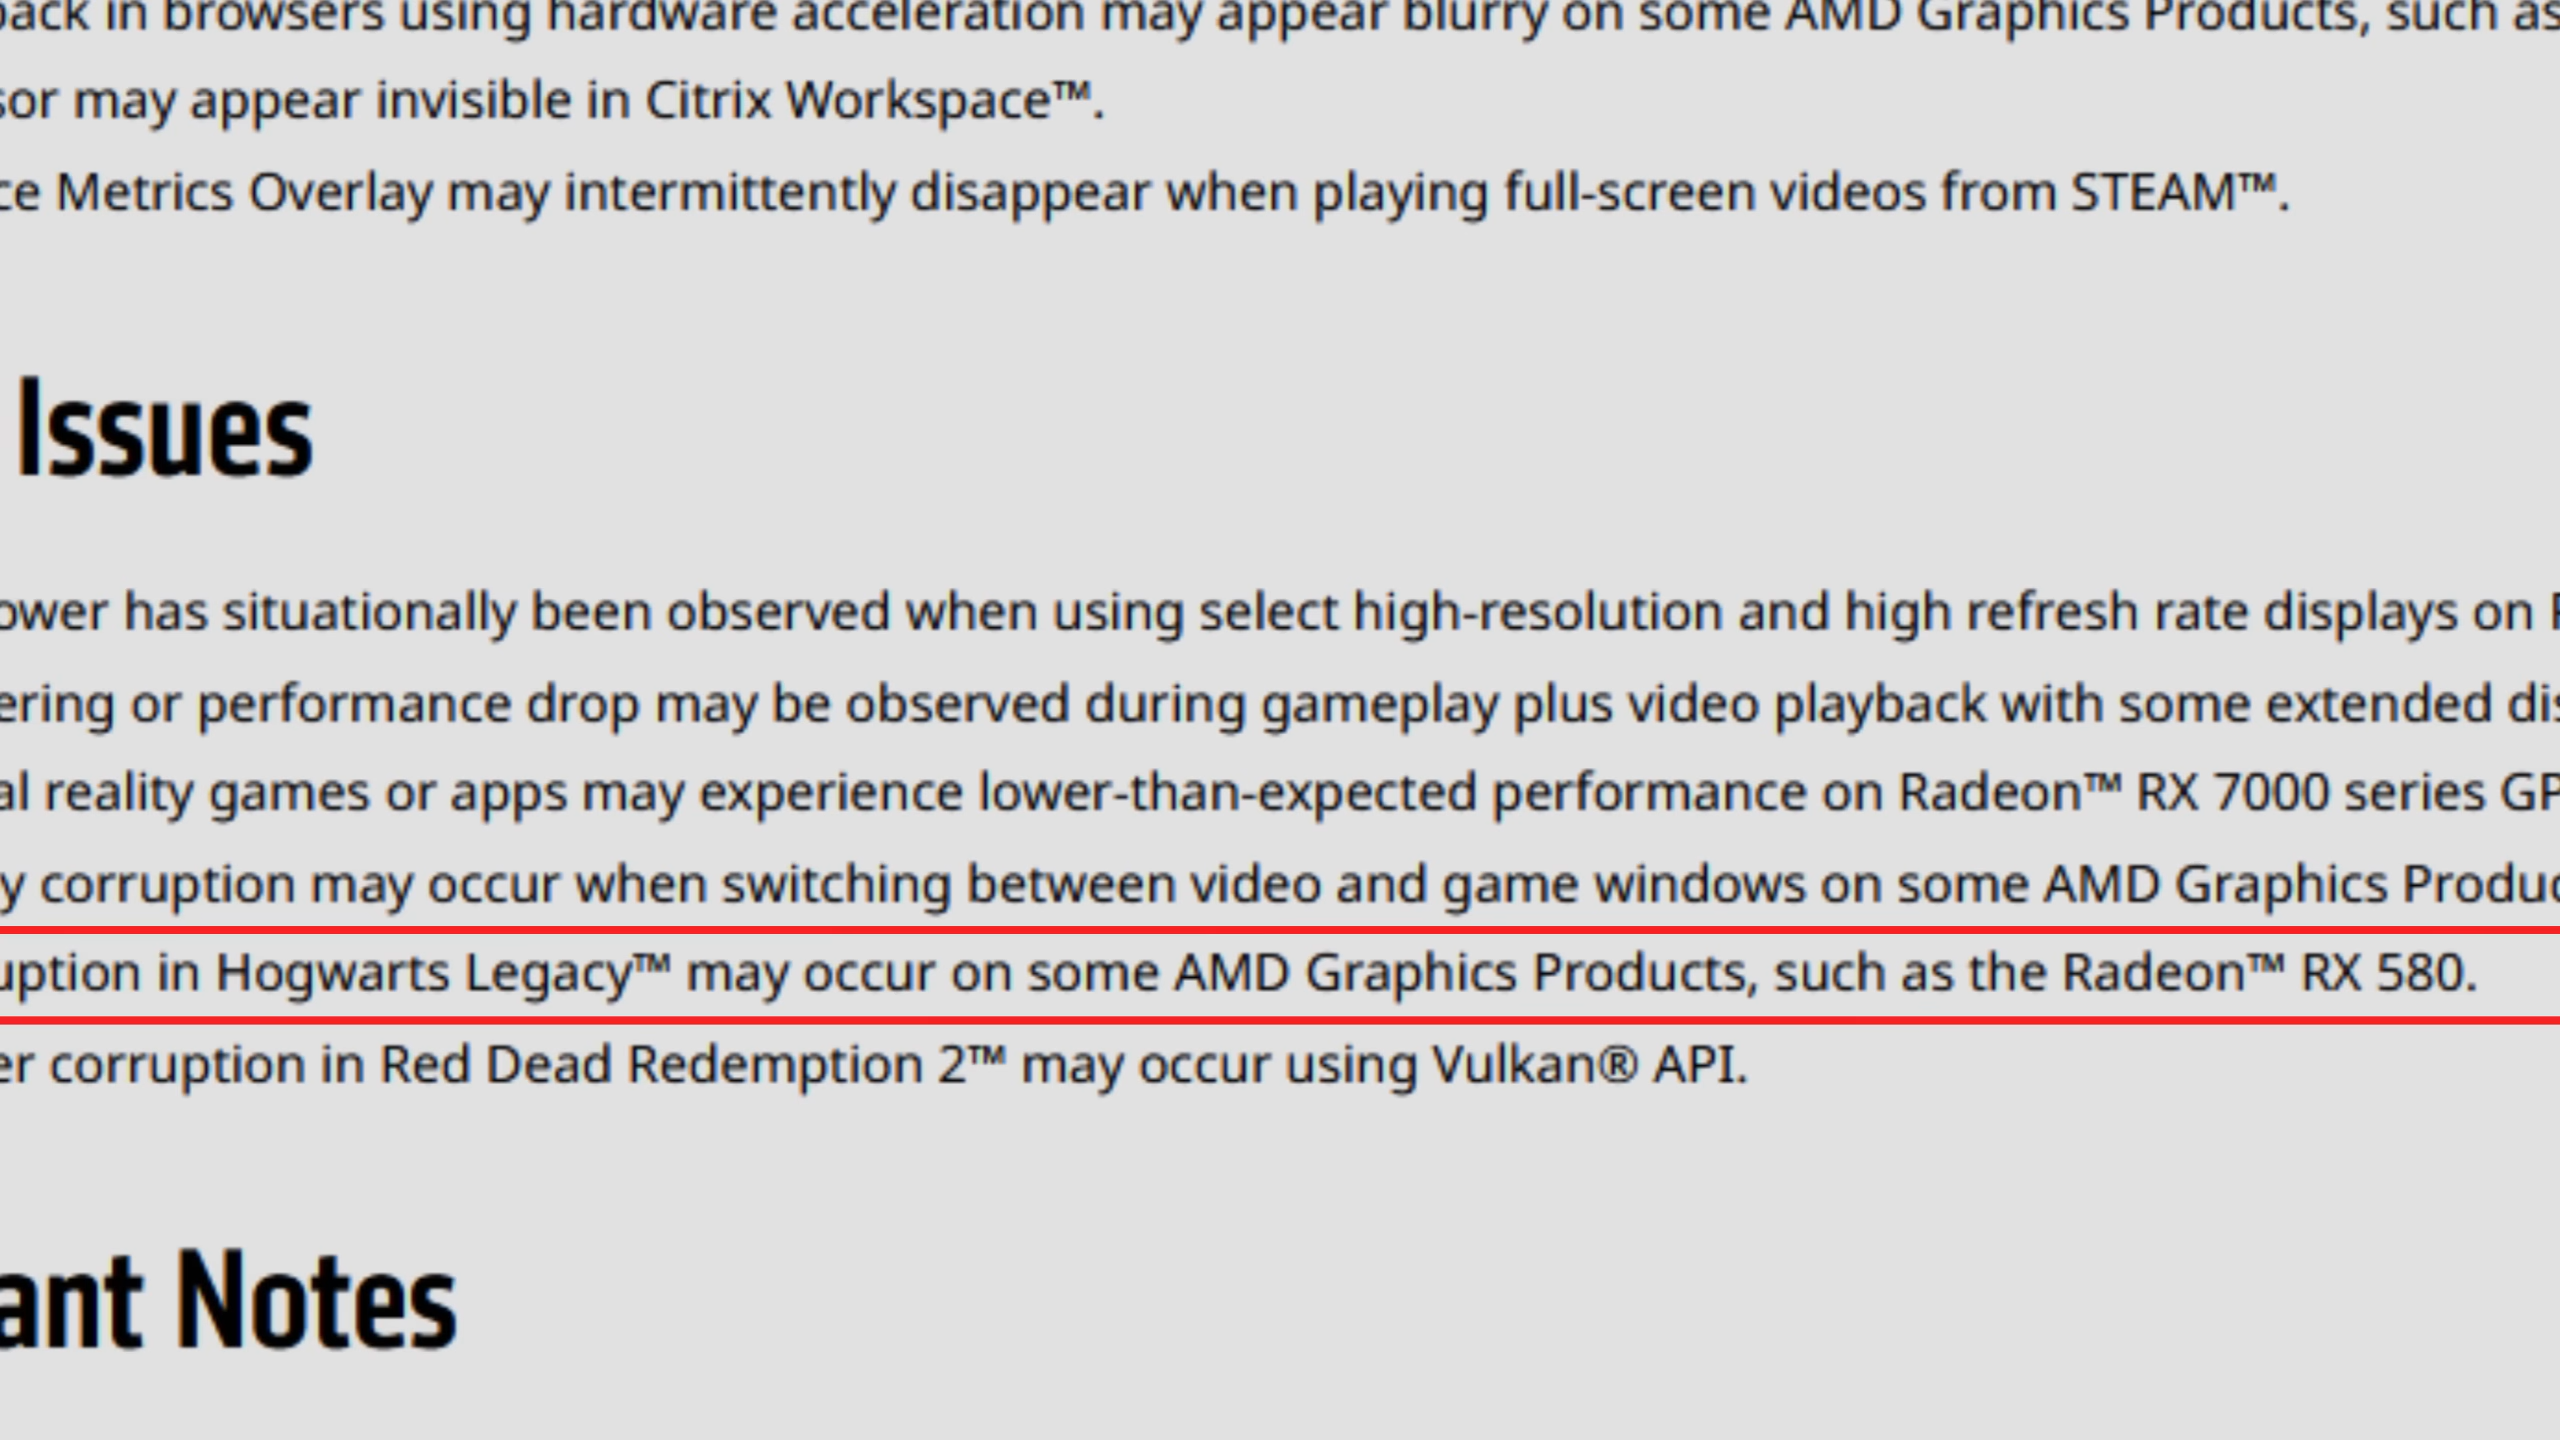 back in browsers using hardware acceleration may appear blurry on some AMD Graphics Products, such as
sor may appear invisible in Citrix Workspace™.
ce Metrics Overlay may intermittently disappear when playing full-screen videos from STEAM™.
Issues
ower has situationally been observed when using select high-resolution and high refresh rate displays on
ering or performance drop may be observed during gameplay plus video playback with some extended dis
al reality games or apps may experience lower-than-expected performance on Radeon™ RX 7000 series GP
y corruption may occur when switching between video and game windows on some AMD Graphics Produc
uption in Hogwarts Legacy™ may occur on some AMD Graphics Products, such as the Radeon™ RX 580.
er corruption in Red Dead Redemption 2™ may occur using Vulkan® API.
ant Notes